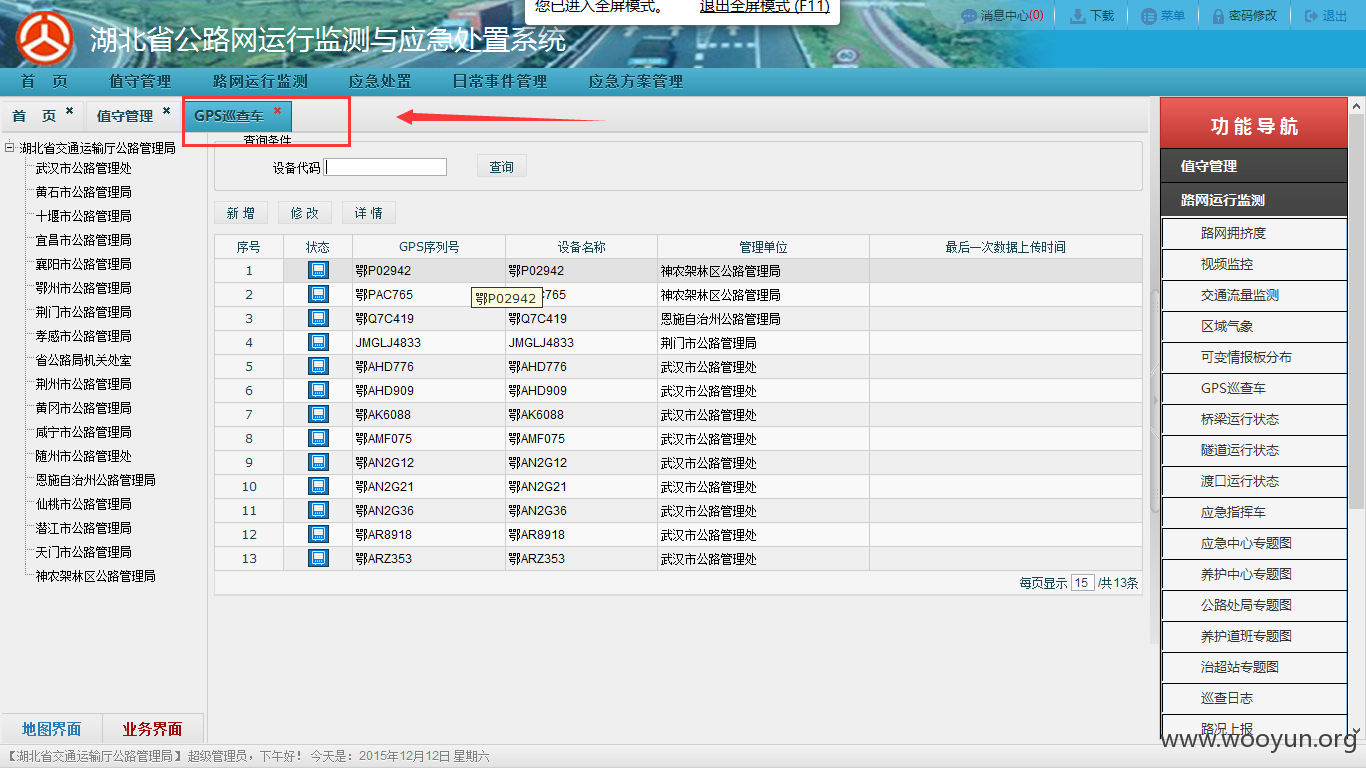 您已进入全屏模式。 退出全屏模式 (F11)
消息中心(0) 下载 菜单 密码修改 退出
湖北省公路网运行监测与应急处置系统
首 页 值守管理 路网运行监测 应急处置 日常事件管理 应急方案管理
首 页 × 值守管理 × GPS巡查车 ×
湖北省交通运输厅公路管理局
武汉市公路管理处
黄石市公路管理局
十堰市公路管理局
宜昌市公路管理局
襄阳市公路管理局
鄂州市公路管理局
荆门市公路管理局
孝感市公路管理局
省公路局机关处室
荆州市公路管理局
黄冈市公路管理局
咸宁市公路管理局
随州市公路管理处
恩施自治州公路管理局
仙桃市公路管理局
潜江市公路管理局
天门市公路管理局
神农架林区公路管理局
地图界面 业务界面
查询条件
设备代码 查询
新 增 修 改 详 情
序号 状态 GPS序列号 设备名称 管理单位 最后一次数据上传时间
1 鄂P02942 鄂P02942 神农架林区公路管理局
2 鄂PAC765 765 神农架林区公路管理局
鄂P02942
3 鄂Q7C419 鄂Q7C419 恩施自治州公路管理局
4 JMGLJ4833 JMGLJ4833 荆门市公路管理局
5 鄂AHD776 鄂AHD776 武汉市公路管理处
6 鄂AHD909 鄂AHD909 武汉市公路管理处
7 鄂AK6088 鄂AK6088 武汉市公路管理处
8 鄂AMF075 鄂AMF075 武汉市公路管理处
9 鄂AN2G12 鄂AN2G12 武汉市公路管理处
10 鄂AN2G21 鄂AN2G21 武汉市公路管理处
11 鄂AN2G36 鄂AN2G36 武汉市公路管理处
12 鄂AR8918 鄂AR8918 武汉市公路管理处
13 鄂ARZ353 鄂ARZ353 武汉市公路管理处
每页显示 15 /共13条
功能导航
值守管理
路网运行监测
路网拥挤度
视频监控
交通流量监测
区域气象
可变情报板分布
GPS巡查车
桥梁运行状态
隧道运行状态
渡口运行状态
应急指挥车
应急中心专题图
养护中心专题图
公路处局专题图
养护道班专题图
治超站专题图
巡查日志
路况上报
【湖北省交通运输厅公路管理局】超级管理员，下午好！ 今天是：2015年12月12日 星期六
www.wooyun.org